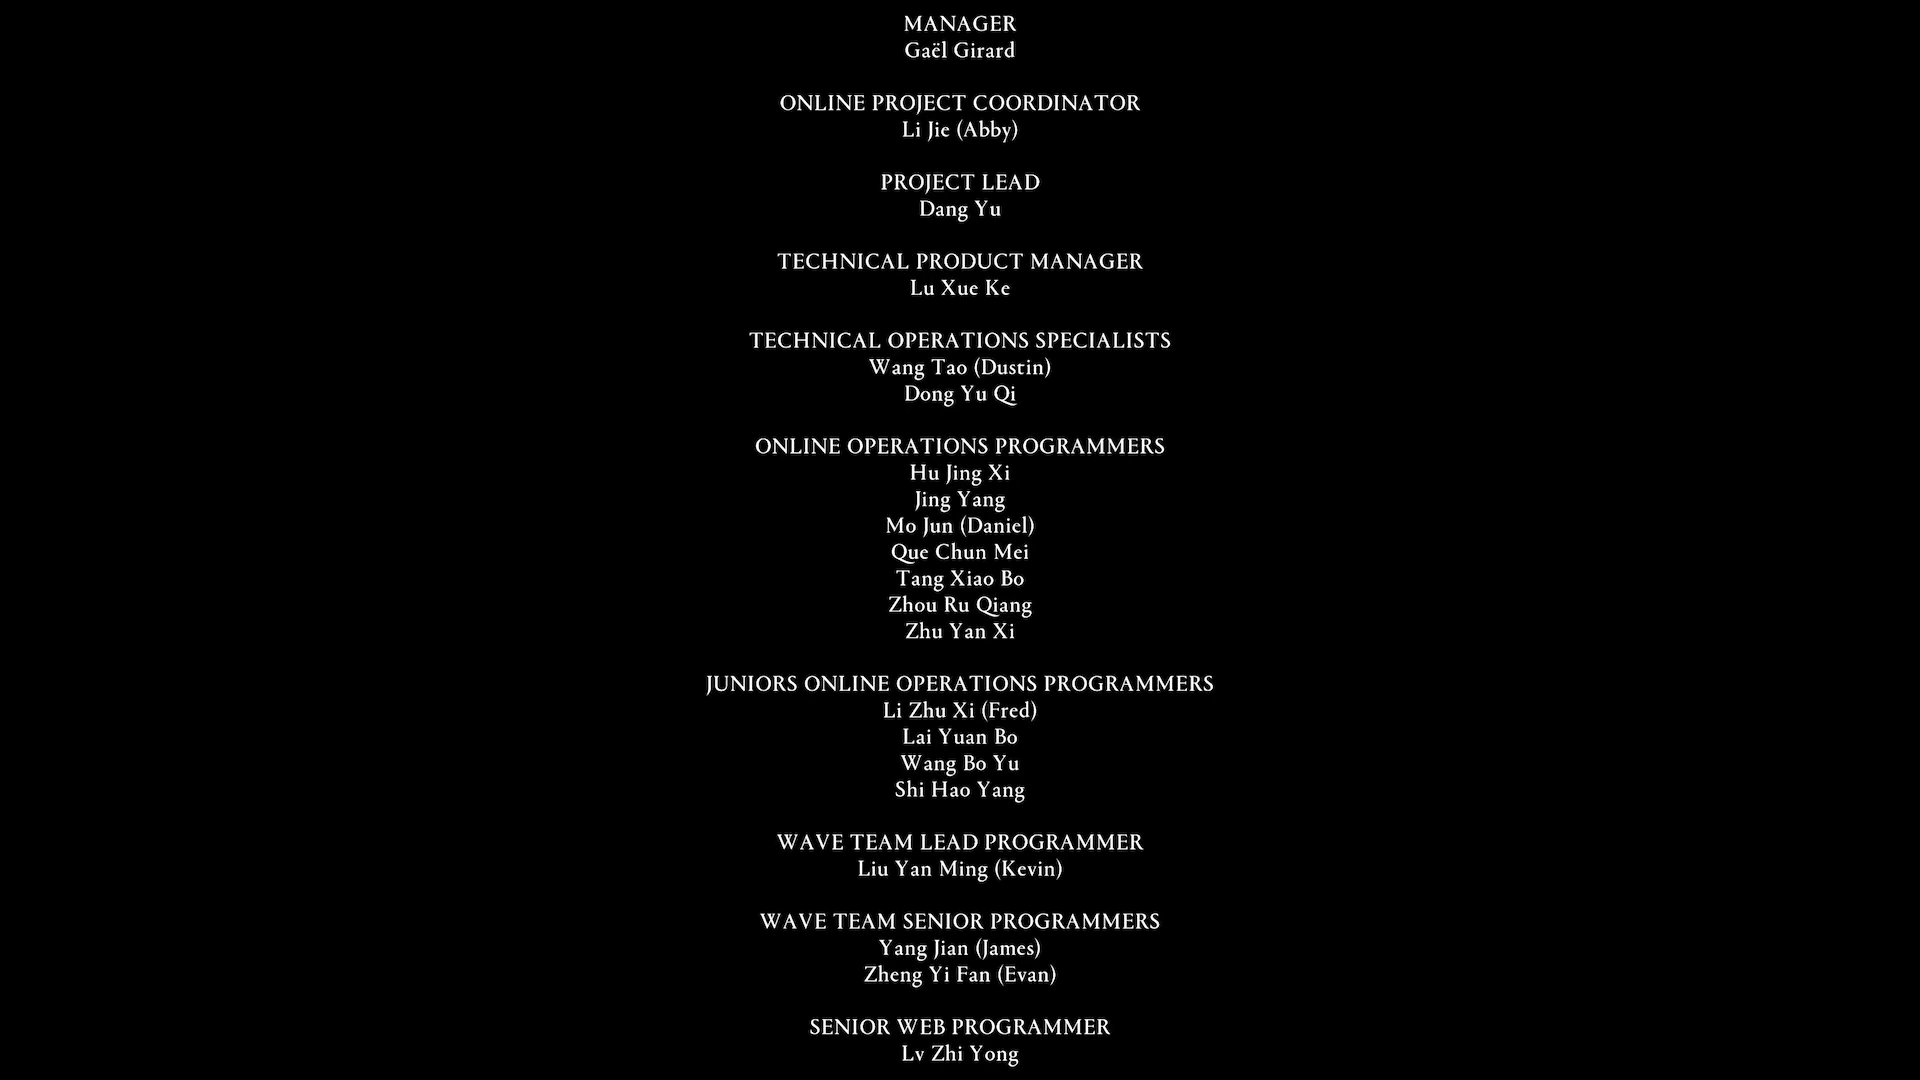 MANAGER
Gaël Girard
ONLINE PROJECT COORDINATOR
Li Jie (Abby)
PROJECT LEAD
Dang Yu
TECHNICAL PRODUCT MANAGER
Lu Xue Ke
TECHNICAL OPERATIONS SPECIALISTS
Wang Tao (Dustin)
Dong Yu Qi
ONLINE OPERATIONS PROGRAMMERS
Hu Jing Xi
Jing Yang
Mo Jun (Daniel)
Que Chun Mei
Tang Xiao Bo
Zhou Ru Qiang
Zhu Yan Xi
JUNIORS ONLINE OPERATIONS PROGRAMMERS
Li Zhu Xi (Fred)
Lai Yuan Bo
Wang Bo Yu
Shi Hao Yang
WAVE TEAM LEAD PROGRAMMER
Liu Yan Ming (Kevin)
WAVE TEAM SENIOR PROGRAMMERS
Yang Jian (James)
Zheng Yi Fan (Evan)
SENIOR WEB PROGRAMMER
Lv Zhi Yong